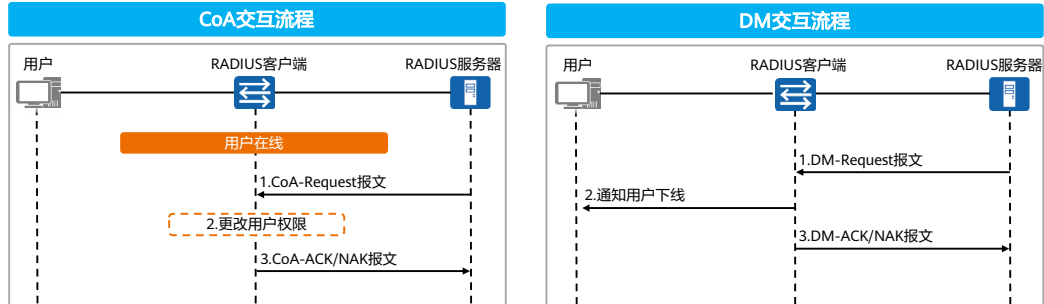 CoA交互流程
用户
RADIUS客户端
RADIUS服务器
用户在线
1.CoA-Request报文
2.更改用户权限
3.CoA-ACK/NAK报文
DM交互流程
用户
RADIUS客户端
RADIUS服务器
1.DM-Request报文
2.通知用户下线
3.DM-ACK/NAK报文